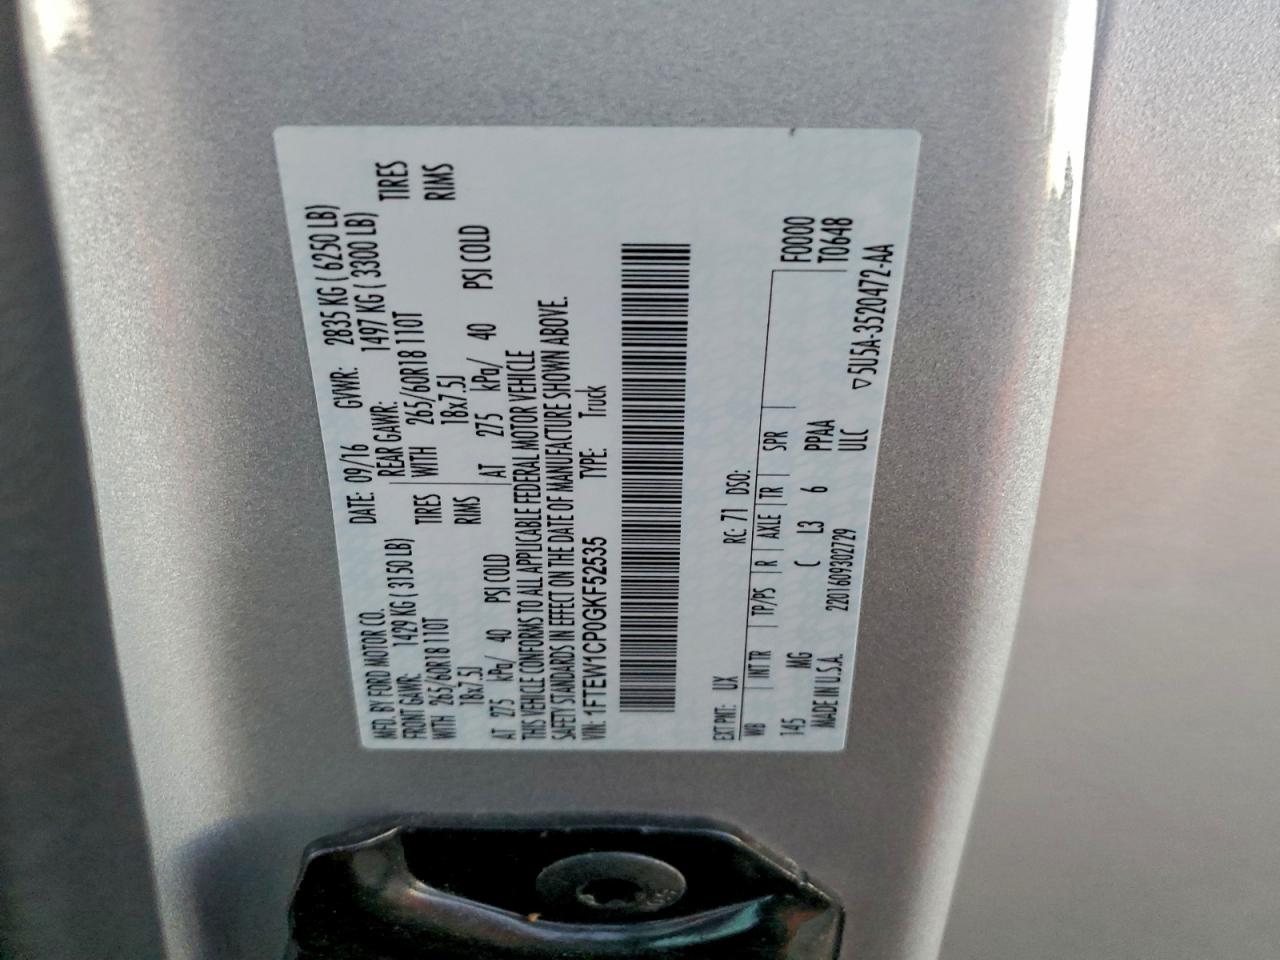 MFD. BY FORD MOTOR CO.
DATE: 09/16 GVWR: 2835 KG ( 6250 LB)
FRONT GAWR: 1429 KG ( 3150 LB)
REAR GAWR: 1497 KG ( 3300 LB)
WITH 265/60R18 110T TIRES
WITH 265/60R18 110T TIRES
18x7.5J RIMS
18x7.5J RIMS
AT 275 kPa/ 40 PSI COLD
AT 275 kPa/ 40 PSI COLD
THIS VEHICLE CONFORMS TO ALL APPLICABLE FEDERAL MOTOR VEHICLE
SAFETY STANDARDS IN EFFECT ON THE DATE OF MANUFACTURE SHOWN ABOVE.
VIN: 1FTEW1CP0GKF52535 TYPE: Truck
EXT PNT: UX RC: 71 DSO:
WB INT TR TP/PS R AXLE TR SPR F0000
145 MG C L3 6 PPAA T0648
MADE IN U.S.A. 2201609302729 ULC
▽5U5A-3520472-AA